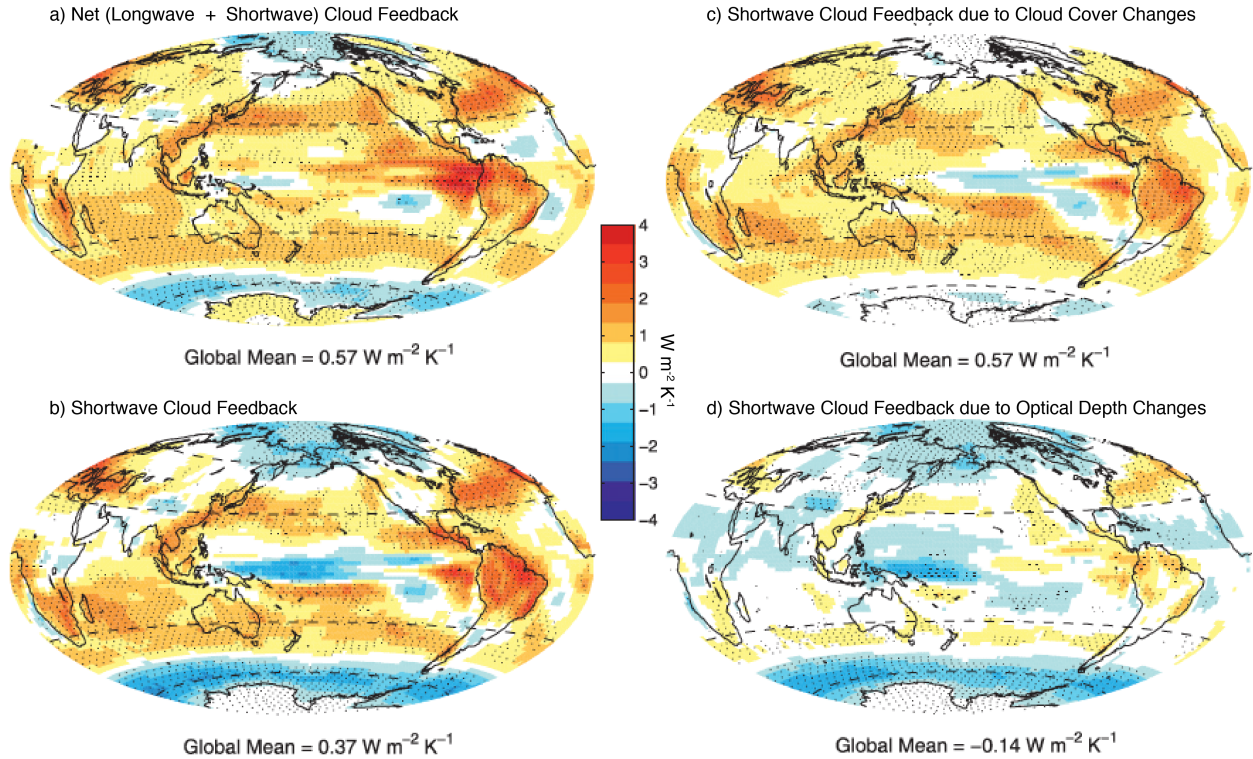 a) Net (Longwave + Shortwave) Cloud Feedback
Global Mean = 0.57 W m⁻² K⁻¹
b) Shortwave Cloud Feedback
Global Mean = 0.37 W m⁻² K⁻¹
4
3
2
1
0
−1
−2
−3
−4
W m⁻² K⁻¹
c) Shortwave Cloud Feedback due to Cloud Cover Changes
Global Mean = 0.57 W m⁻² K⁻¹
d) Shortwave Cloud Feedback due to Optical Depth Changes
Global Mean = −0.14 W m⁻² K⁻¹